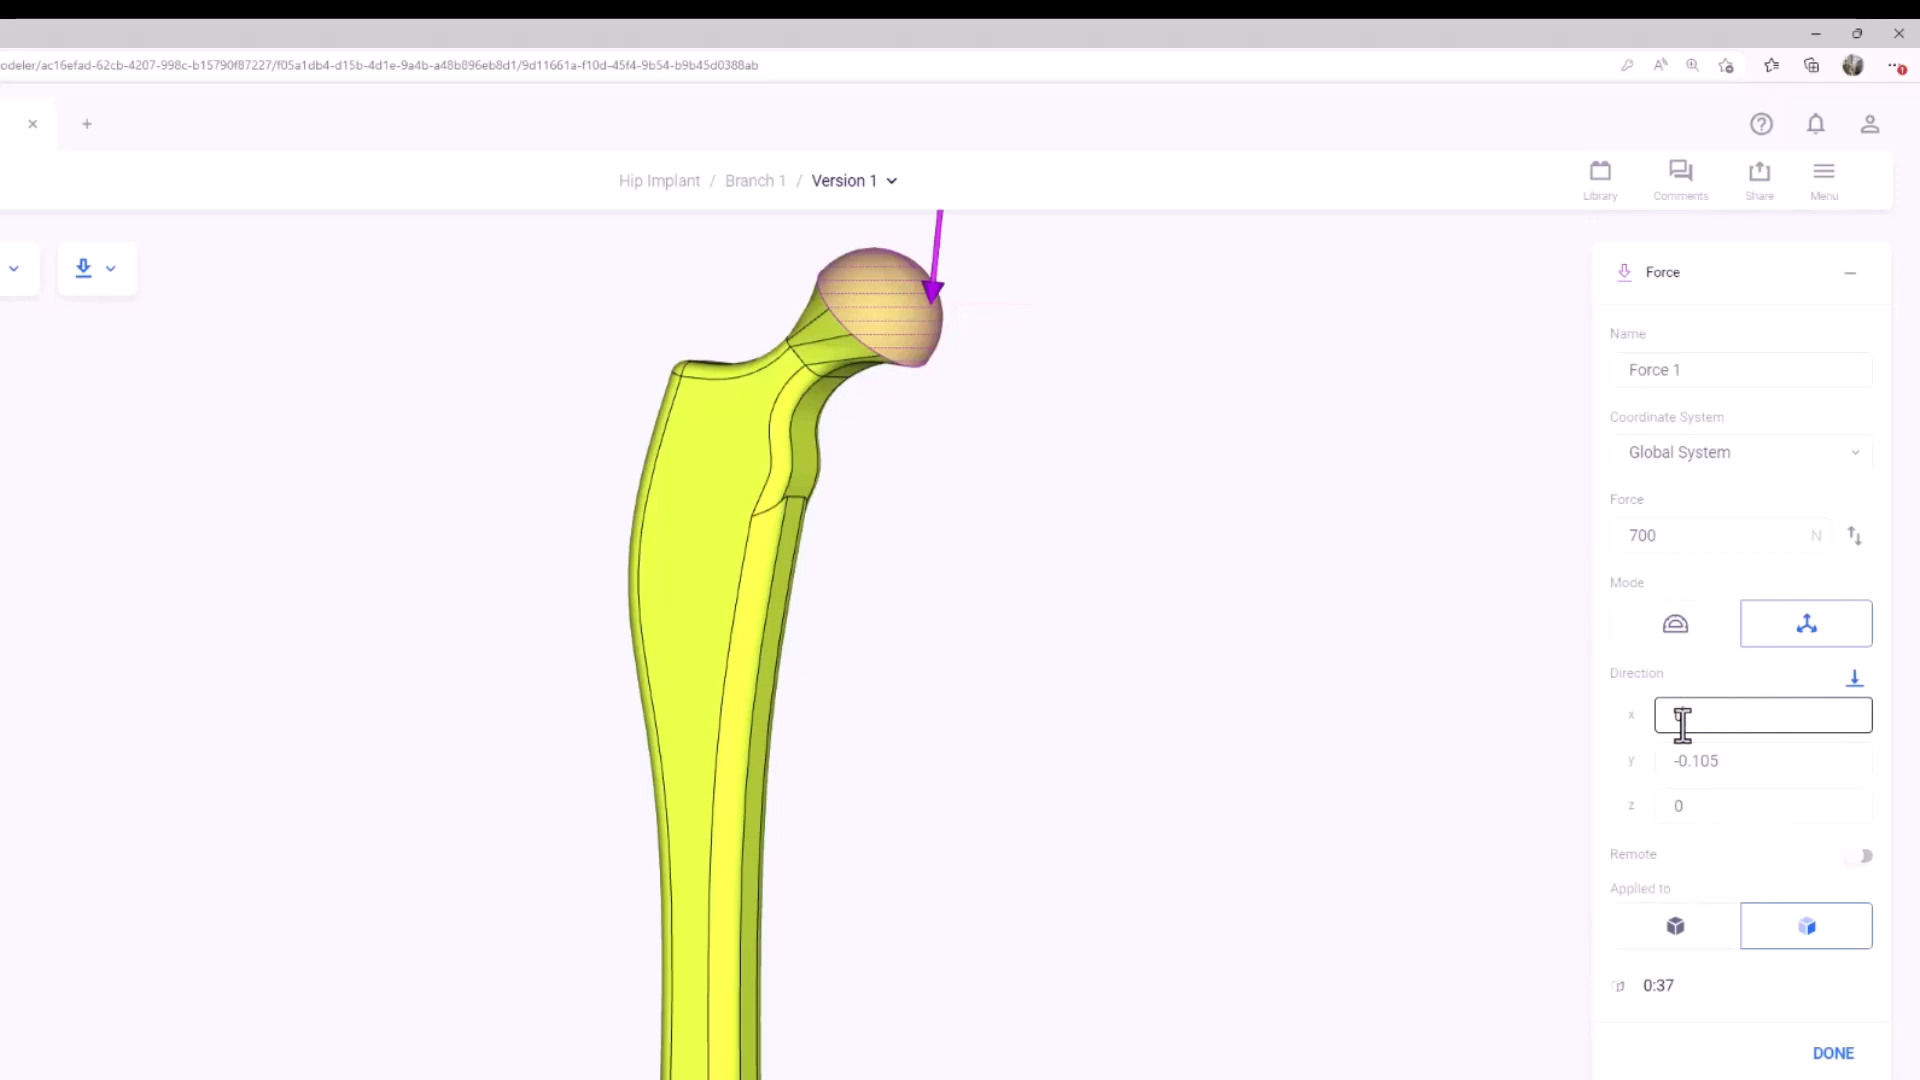 odeler/ac16efad-62cb-4207-998c-b15790f87227/f05a1db4-d15b-4d1e-9a4b-a48b896eb8d1/9d11661a-f10d-45f4-9b54-b9b45d0388ab
Hip Implant / Branch 1 / Version 1
Library
Comments
Share
Menu
Force
Name
Force 1
Coordinate System
Global System
Force
700 N
Mode
Direction
x
y -0.105
z 0
Remote
Applied to
0:37
DONE